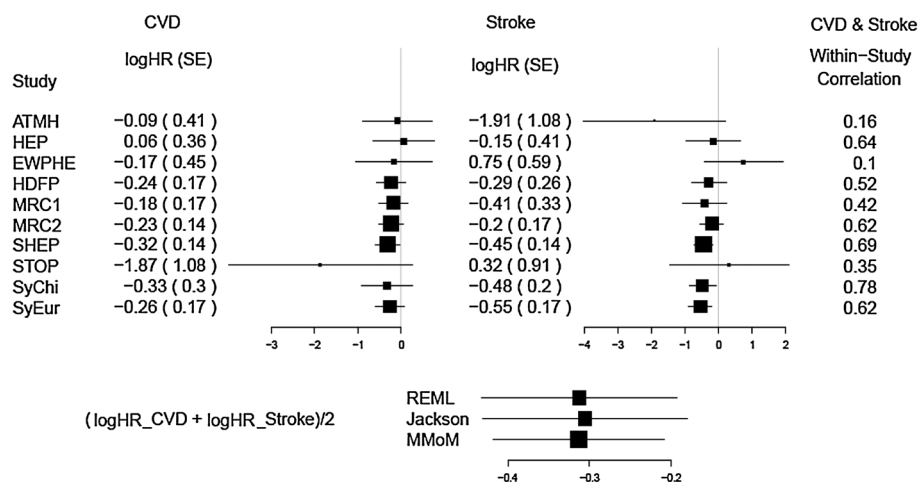 CVD Stroke CVD & Stroke
logHR (SE) logHR (SE) Within−Study
Study Correlation
ATMH −0.09 ( 0.41 ) −1.91 ( 1.08 ) 0.16
HEP 0.06 ( 0.36 ) −0.15 ( 0.41 ) 0.64
EWPHE −0.17 ( 0.45 ) 0.75 ( 0.59 ) 0.1
HDFP −0.24 ( 0.17 ) −0.29 ( 0.26 ) 0.52
MRC1 −0.18 ( 0.17 ) −0.41 ( 0.33 ) 0.42
MRC2 −0.23 ( 0.14 ) −0.2 ( 0.17 ) 0.62
SHEP −0.32 ( 0.14 ) −0.45 ( 0.14 ) 0.69
STOP −1.87 ( 1.08 ) 0.32 ( 0.91 ) 0.35
SyChi −0.33 ( 0.3 ) −0.48 ( 0.2 ) 0.78
SyEur −0.26 ( 0.17 ) −0.55 ( 0.17 ) 0.62
−3 −2 −1 0 −4 −3 −2 −1 0 1 2
REML
(logHR_CVD + logHR_Stroke)/2 Jackson
MMoM
−0.4 −0.3 −0.2